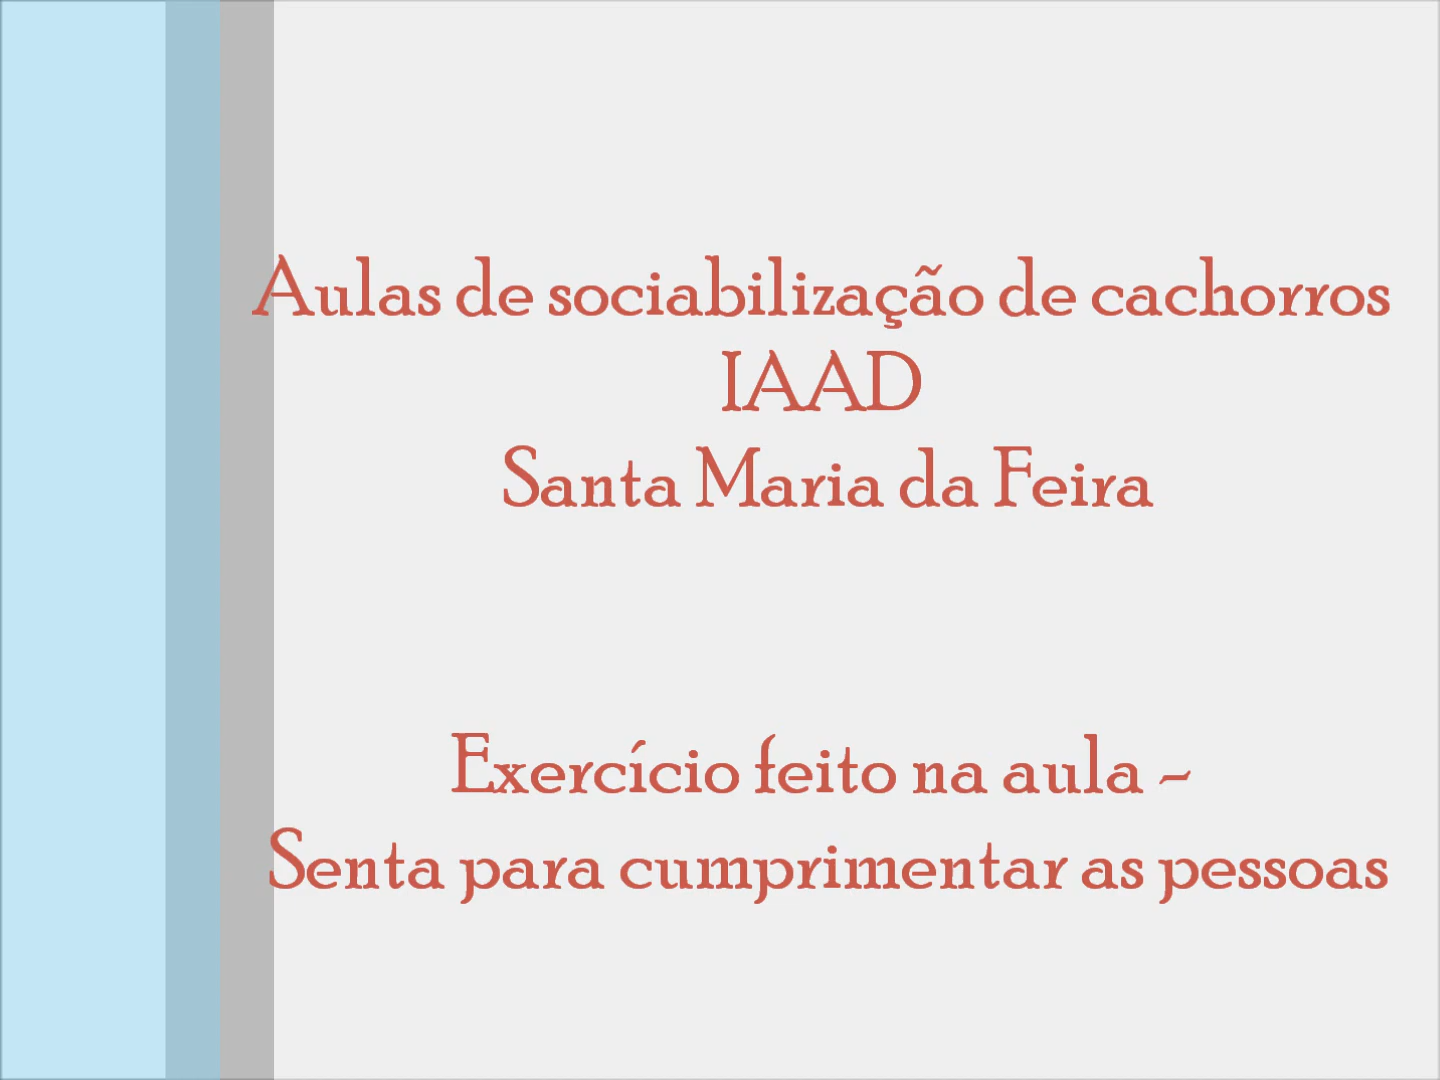 Aulas de sociabilização de cachorros
IAAD
Santa Maria da Feira
Exercício feito na aula -
Senta para cumprimentar as pessoas